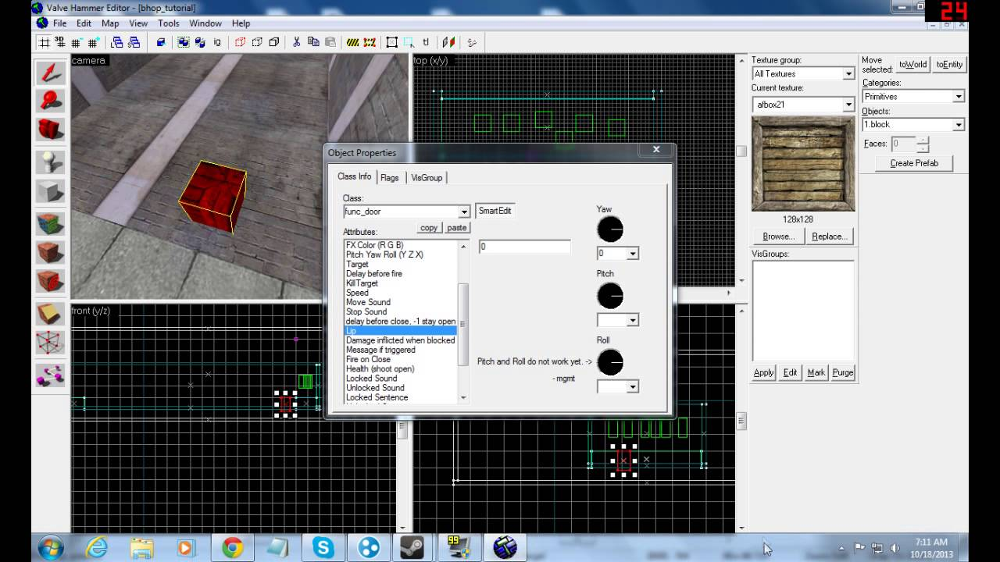 Valve Hammer Editor - [bhop_tutorial]
24
File Edit Map View Tools Window Help
camera
top (x/y)
front (y/z)
Object Properties
Class Info Flags VisGroup
Class:
func_door
SmartEdit
copy paste
Attributes:
FX Color (R G B)
Pitch Yaw Roll (Y Z X)
Target
Delay before fire
KillTarget
Speed
Move Sound
Stop Sound
delay before close, -1 stay open
Lip
Damage inflicted when blocked
Message if triggered
Fire on Close
Health (shoot open)
Locked Sound
Unlocked Sound
Locked Sentence
0
Yaw
0
Pitch
Roll
Pitch and Roll do not work yet. ->
- mgmt
Texture group:
All Textures
Current texture:
afbox21
128x128
Browse... Replace...
VisGroups:
Apply Edit Mark Purge
Move
selected:
toWorld toEntity
Categories:
Primitives
Objects:
1.block
Faces: 0
Create Prefab
99
7:11 AM
10/18/2013